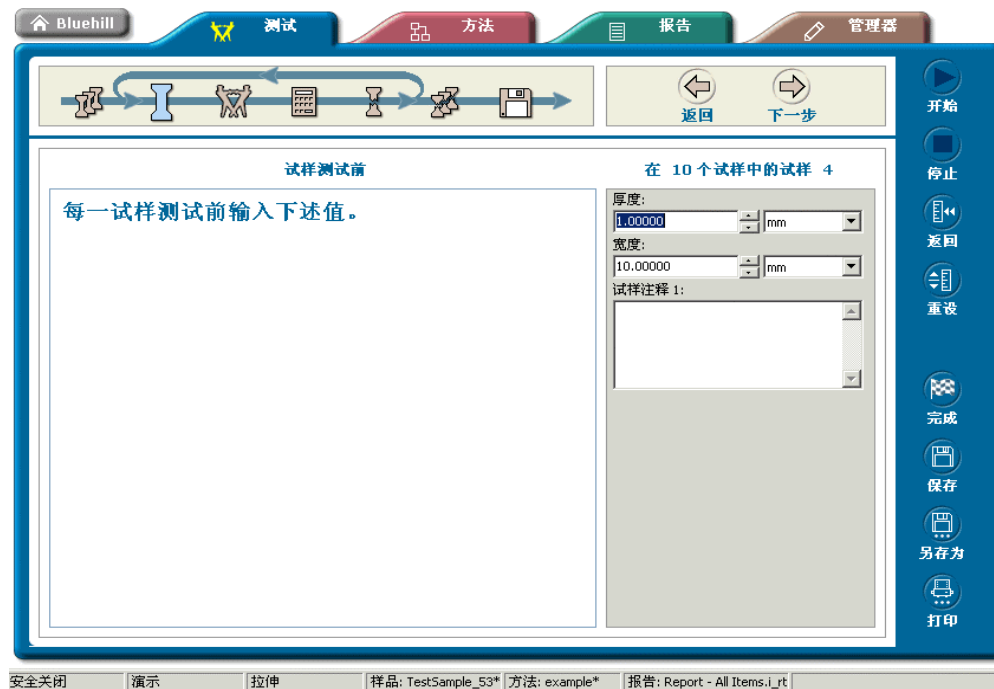 Bluehill
测试
方法
报告
管理器
返回
下一步
开始
停止
返回
重设
完成
保存
另存为
打印
试样测试前
每一试样测试前输入下述值。
在 10 个试样中的试样 4
厚度:
1.00000 mm
宽度:
10.00000 mm
试样注释 1:
安全关闭 演示 拉伸 样品: TestSample_53* 方法: example* 报告: Report - All Items.i_rt